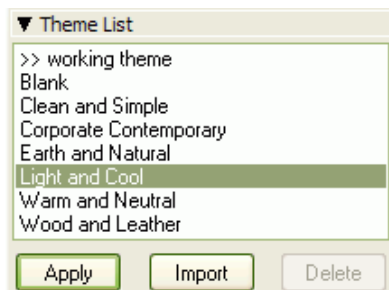 ▼ Theme List
>> working theme
Blank
Clean and Simple
Corporate Contemporary
Earth and Natural
Light and Cool
Warm and Neutral
Wood and Leather
Apply Import Delete